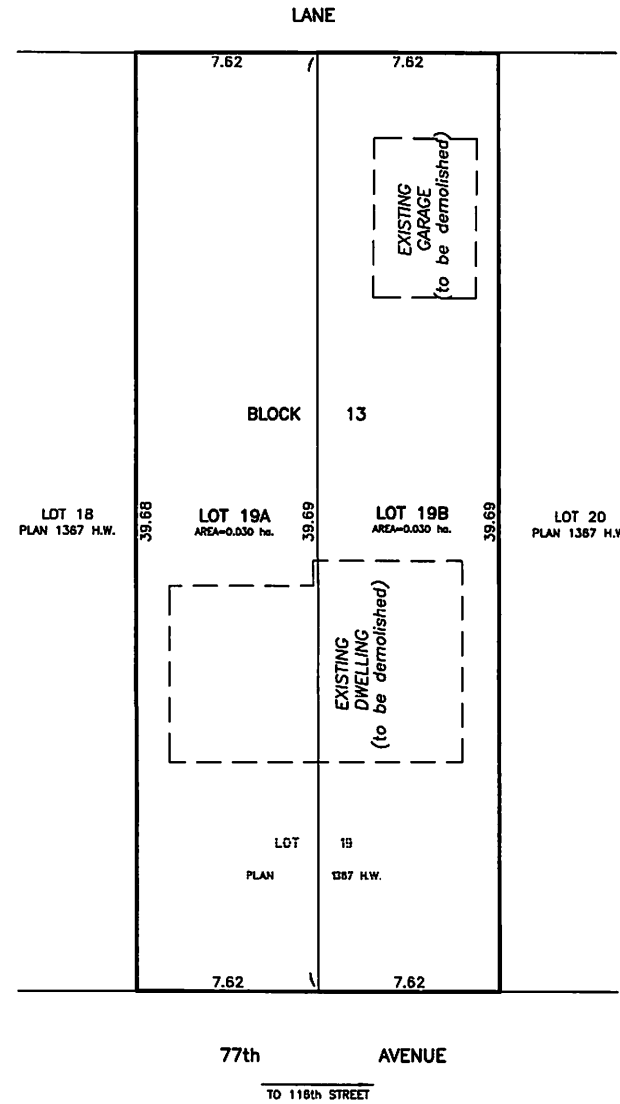 LANE
7.62 7.62
EXISTING
GARAGE
(to be demolished)
BLOCK 13
LOT 18
PLAN 1367 H.W.
39.68
LOT 19A
AREA=0.030 ha.
39.69
LOT 19B
AREA=0.030 ha.
39.69
LOT 20
PLAN 1367 H.W
EXISTING
DWELLING
(to be demolished)
LOT 19
PLAN 1367 H.W.
7.62 7.62
77th AVENUE
TO 116th STREET